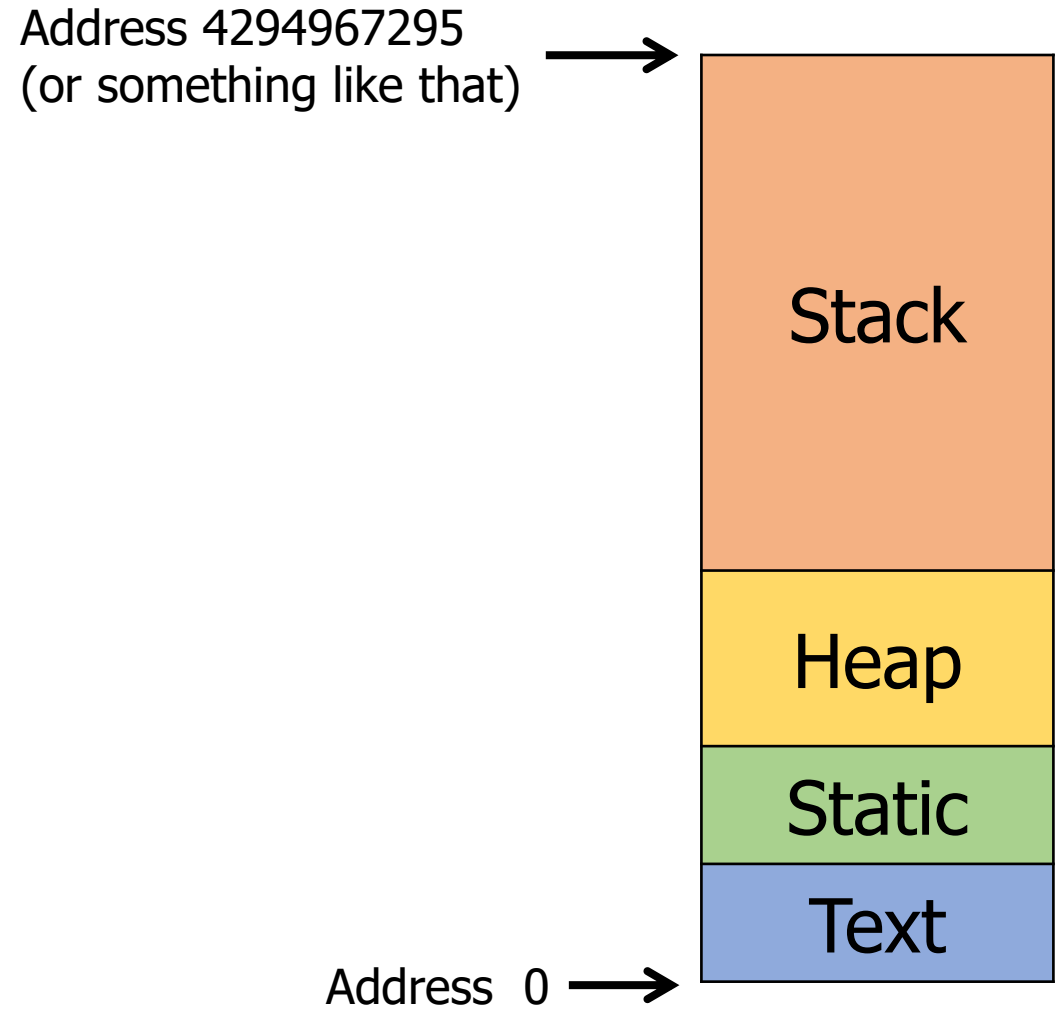 Address 4294967295
(or something like that)
Stack
Heap
Static
Text
Address 0